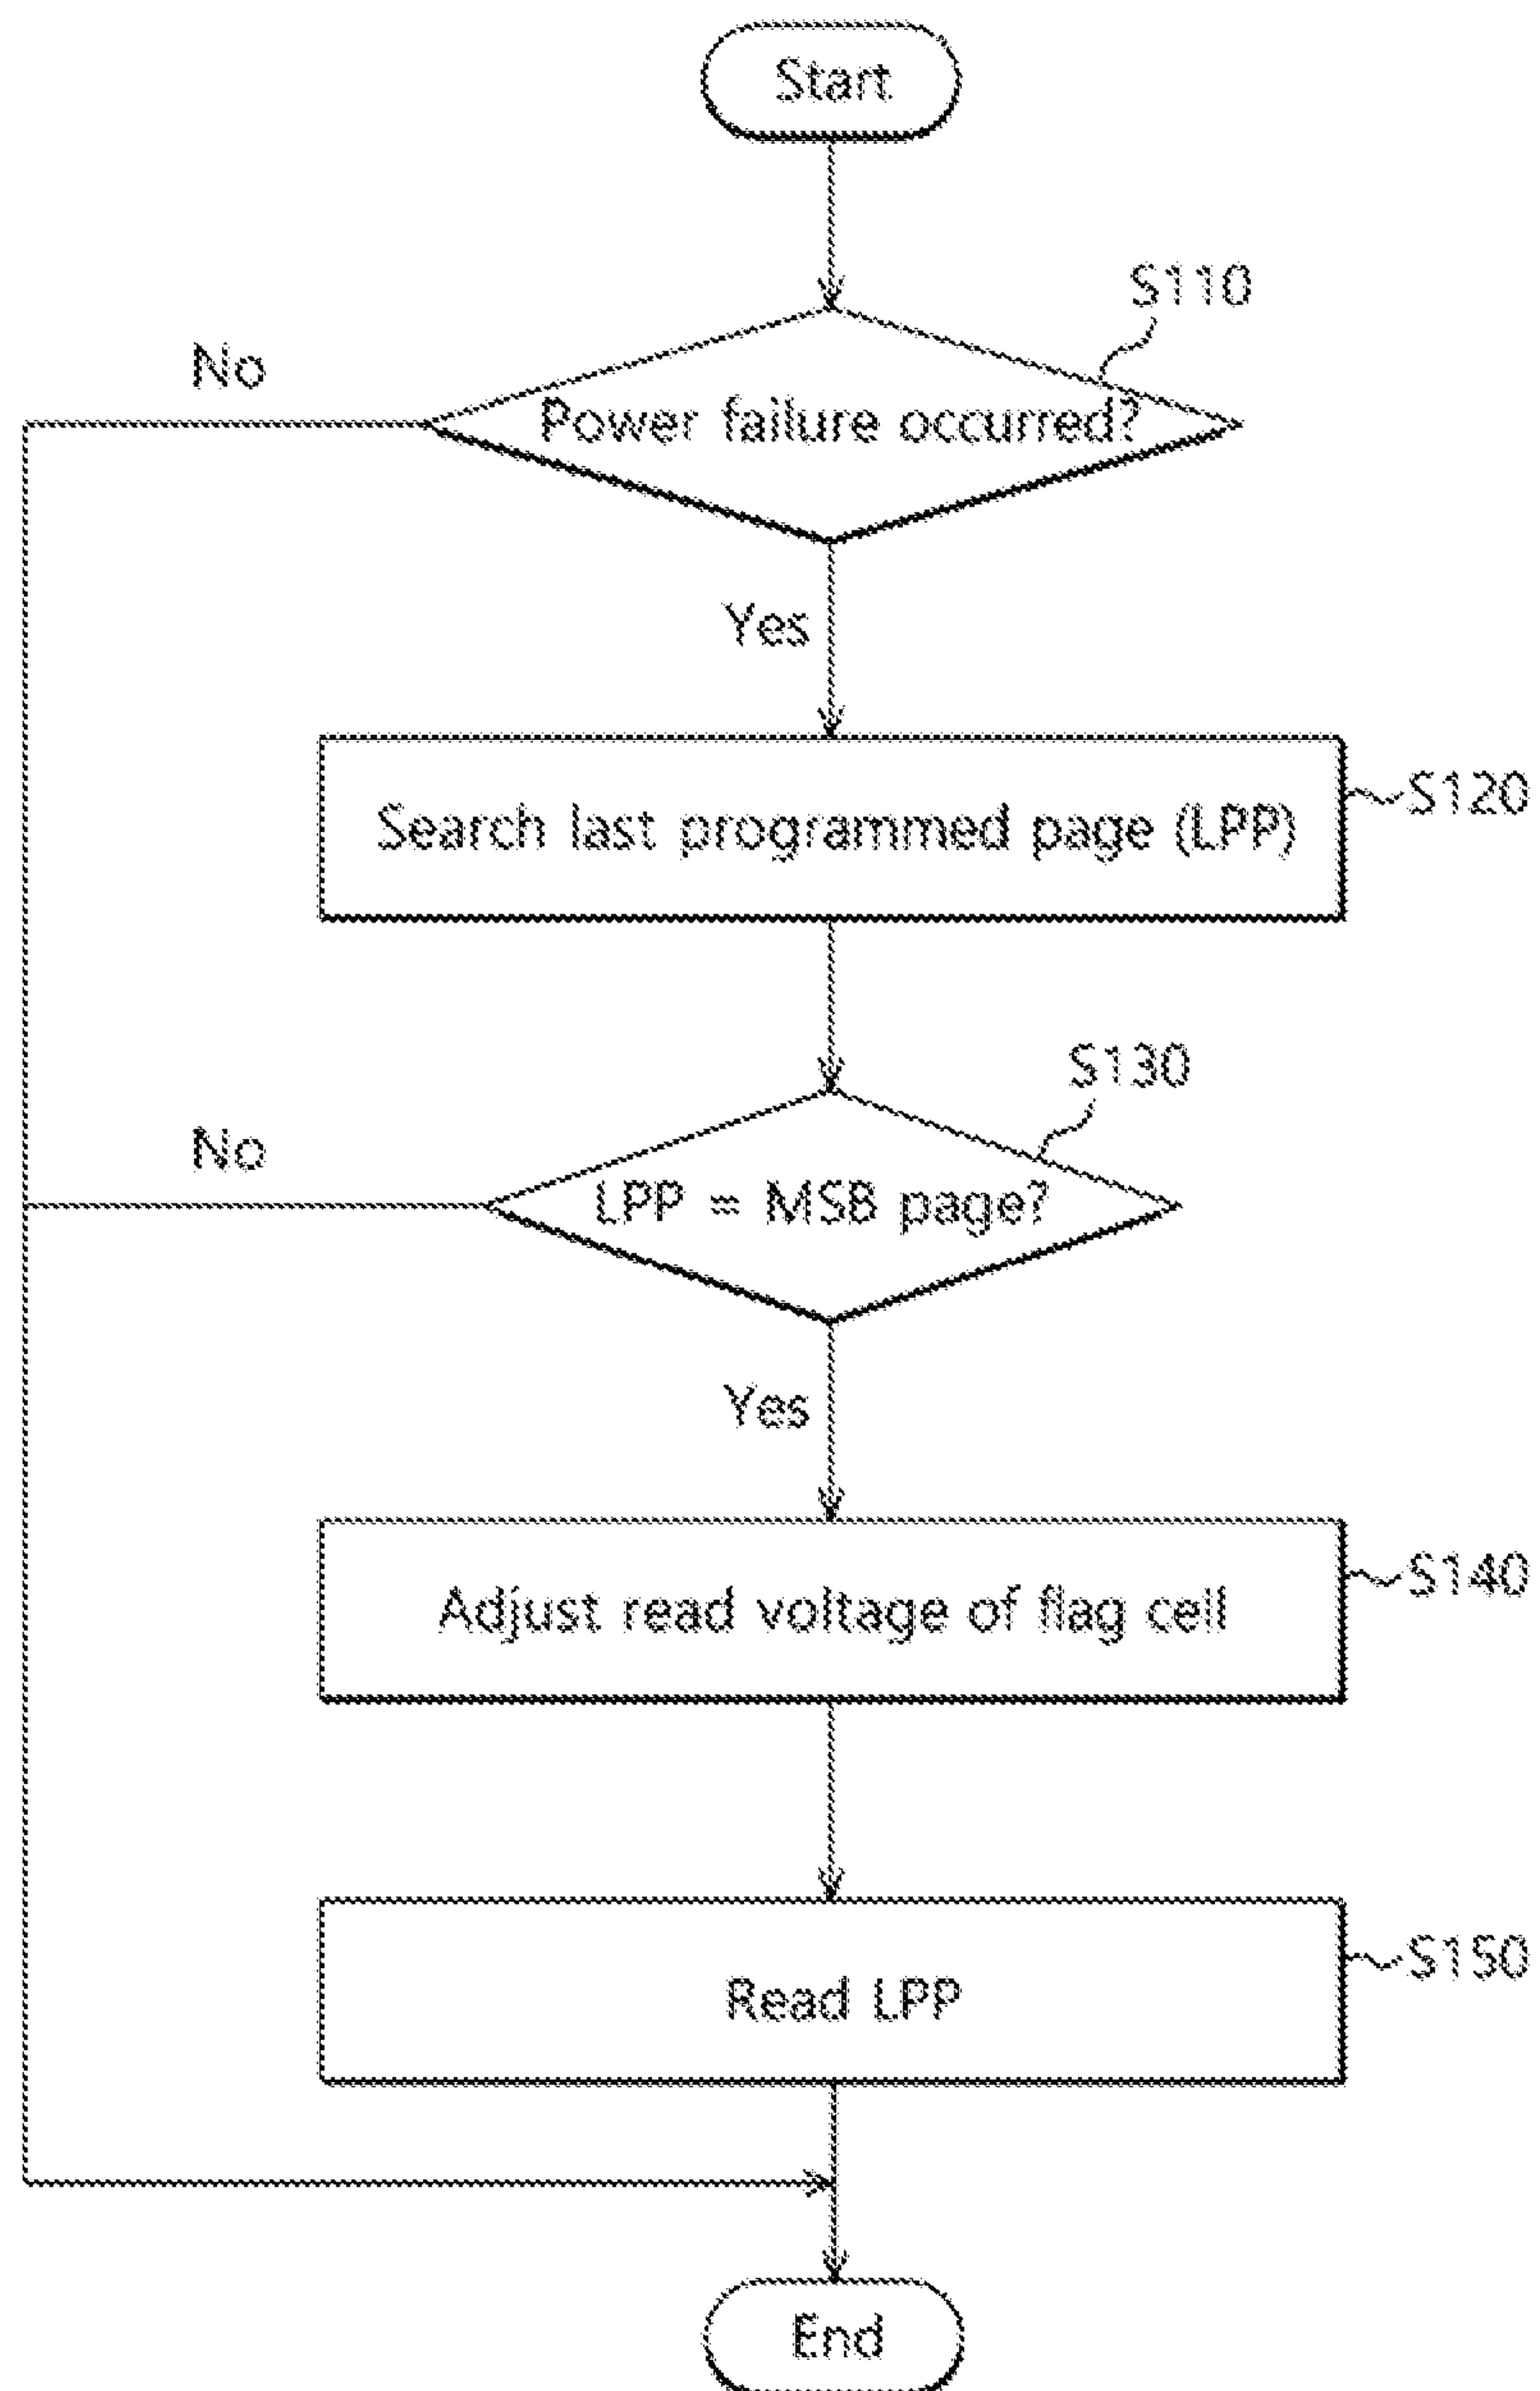 Start
S110
No
Power failure occurred?
Yes
Search last programmed page (LPP)
S120
S130
No
LPP = MSB page?
Yes
Adjust read voltage of flag cell
S140
Read LPP
S150
End